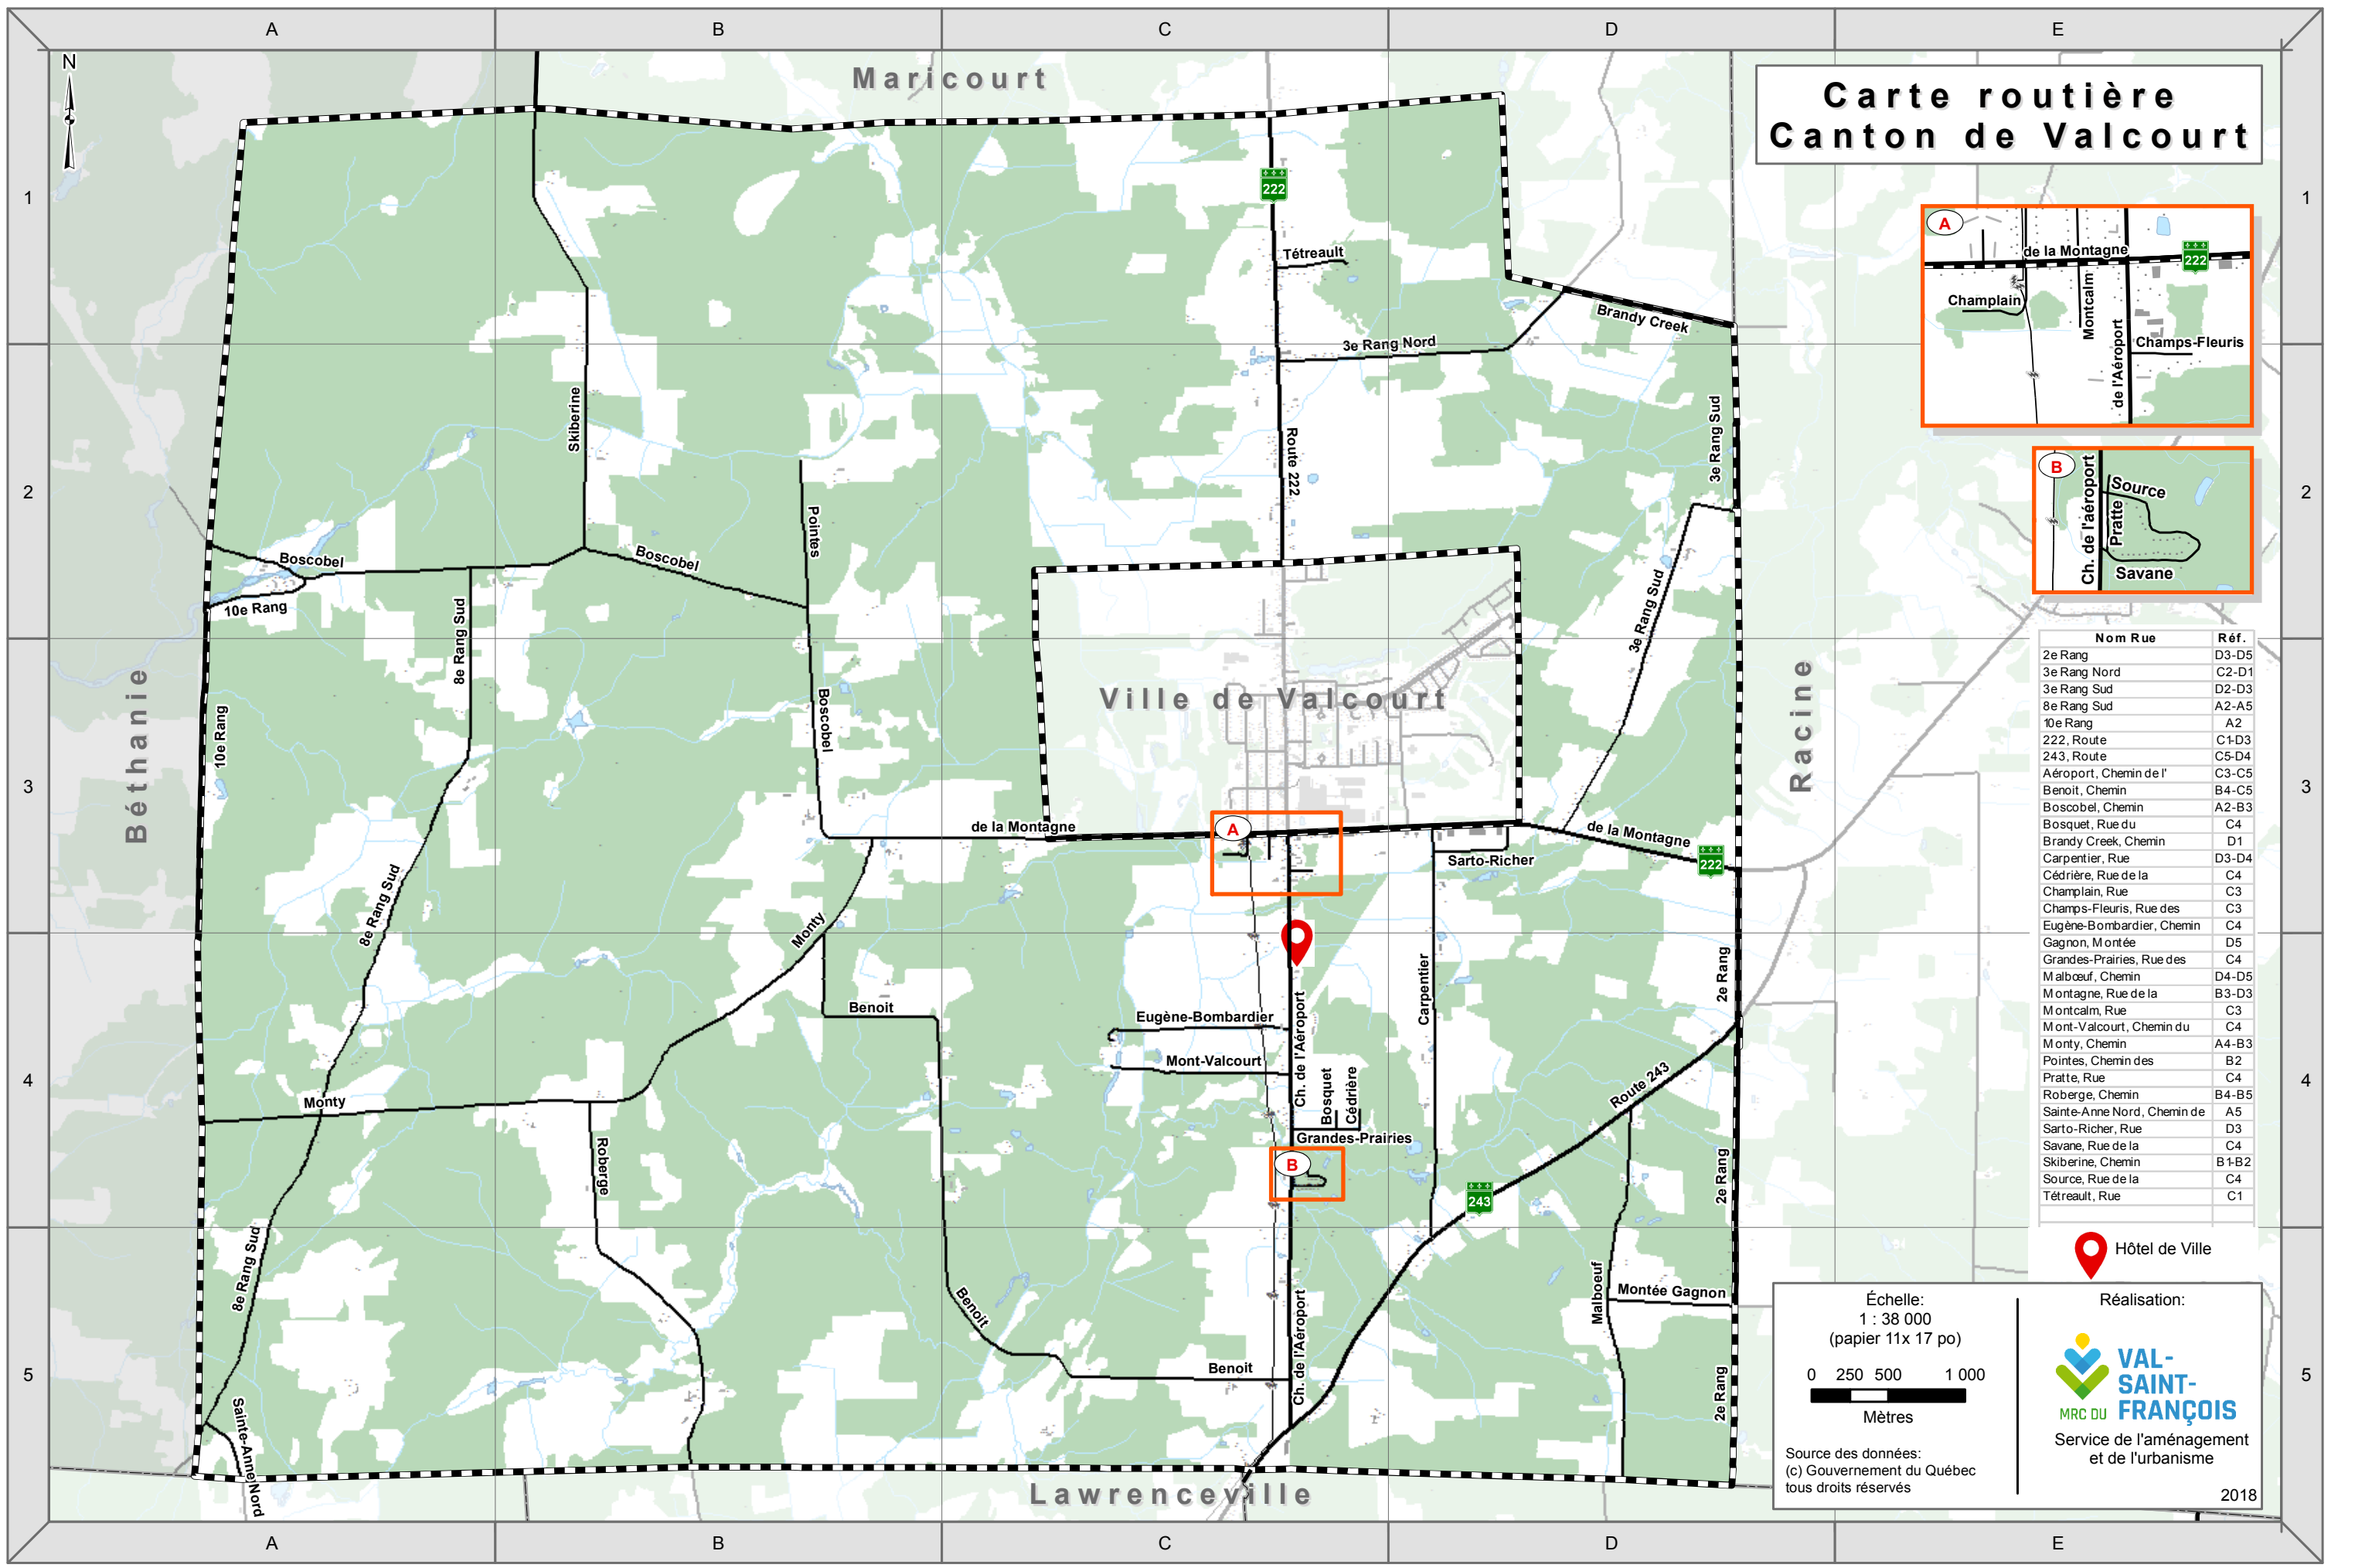 A B C D E
N
Maricourt
Carte routière
Canton de Valcourt
1
1
222
Tétreault
Brandy Creek
3e Rang Nord
A
de la Montagne
222
Champlain
Montcalm
de l'Aéroport
Champs-Fleuris
Skiberine
3e Rang Sud
Route 222
B
Ch. de l'aéroport
Source
Pratte
Savane
2
2
Pointes
Boscobel
Boscobel
10e Rang
8e Rang Sud
3e Rang Sud
Béthanie
10e Rang
Boscobel
Ville de Valcourt
Racine
3
3
de la Montagne
A
de la Montagne
222
Sarto-Richer
8e Rang Sud
Monty
Benoit
Carpentier
2e Rang
Eugène-Bombardier
Ch. de l'Aéroport
Mont-Valcourt
Bosquet
Cédrière
Route 243
4
4
Monty
Grandes-Prairies
Roberge
B
2e Rang
243
8e Rang Sud
Benoit
Malboeuf
Montée Gagnon
Ch. de l'Aéroport
Benoit
2e Rang
5
5
Sainte-Anne Nord
Lawrenceville
Nom Rue Réf.
2e Rang D3-D5
3e Rang Nord C2-D1
3e Rang Sud D2-D3
8e Rang Sud A2-A5
10e Rang A2
222, Route C1-D3
243, Route C5-D4
Aéroport, Chemin de l' C3-C5
Benoit, Chemin B4-C5
Boscobel, Chemin A2-B3
Bosquet, Rue du C4
Brandy Creek, Chemin D1
Carpentier, Rue D3-D4
Cédrière, Rue de la C4
Champlain, Rue C3
Champs-Fleuris, Rue des C3
Eugène-Bombardier, Chemin C4
Gagnon, Montée D5
Grandes-Prairies, Rue des C4
Malbœuf, Chemin D4-D5
Montagne, Rue de la B3-D3
Montcalm, Rue C3
Mont-Valcourt, Chemin du C4
Monty, Chemin A4-B3
Pointes, Chemin des B2
Pratte, Rue C4
Roberge, Chemin B4-B5
Sainte-Anne Nord, Chemin de A5
Sarto-Richer, Rue D3
Savane, Rue de la C4
Skiberine, Chemin B1-B2
Source, Rue de la C4
Tétreault, Rue C1
Hôtel de Ville
Échelle:
1 : 38 000
(papier 11x 17 po)
0 250 500 1 000
Mètres
Source des données:
(c) Gouvernement du Québec
tous droits réservés
Réalisation:
MRC DU
VAL-
SAINT-
FRANÇOIS
Service de l'aménagement
et de l'urbanisme
2018
A B C D E